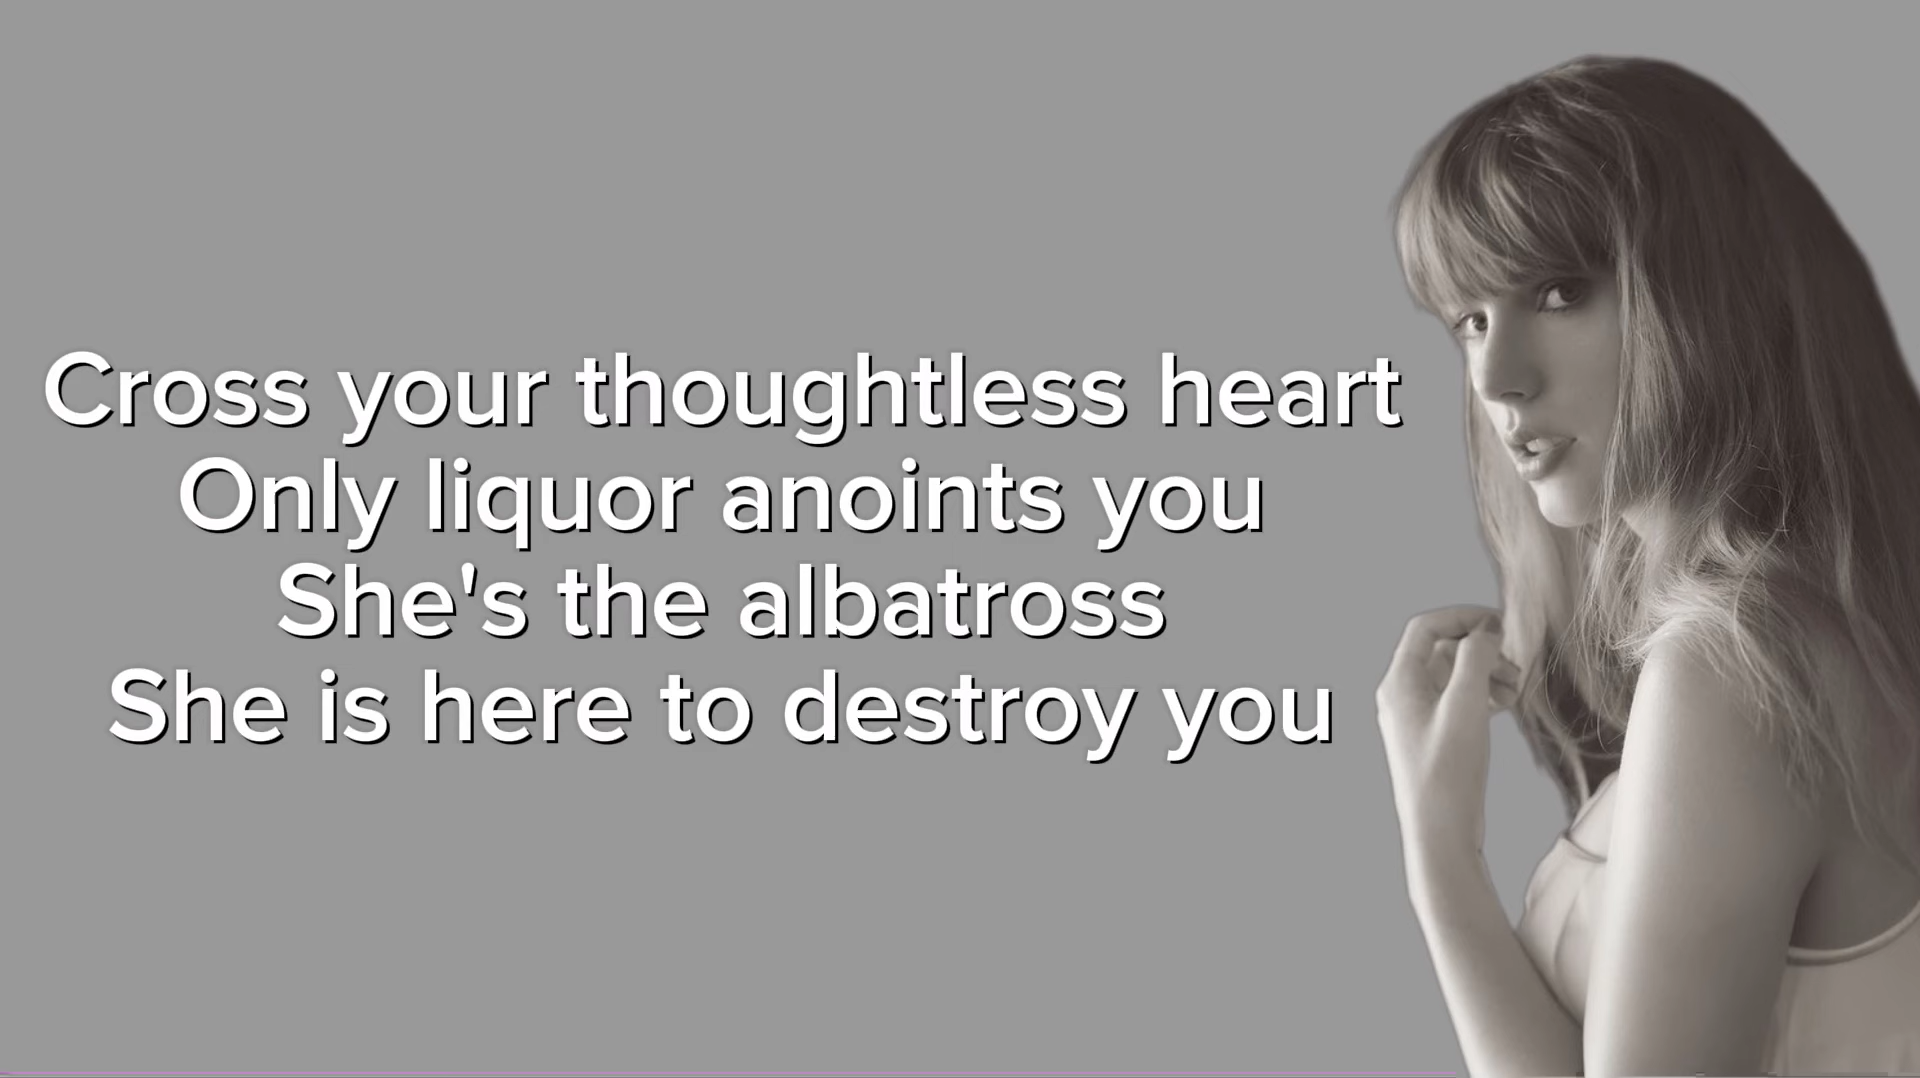 Cross your thoughtless heart
Only liquor anoints you
She's the albatross
She is here to destroy you